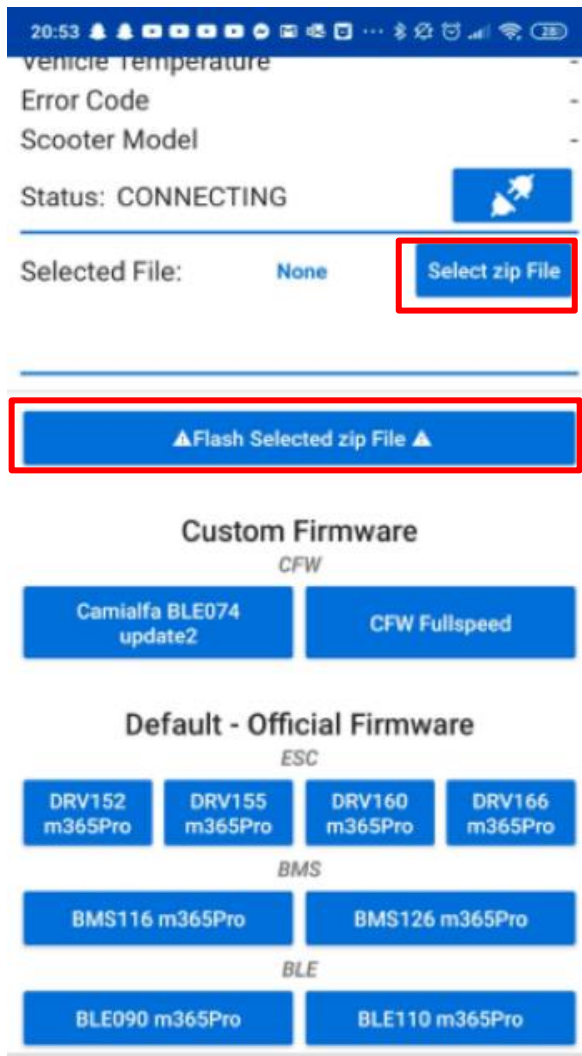 20:53 28
Vehicle Temperature -
Error Code -
Scooter Model -
Status: CONNECTING
Selected File: None Select zip File
⚠Flash Selected zip File ⚠
Custom Firmware
CFW
Camialfa BLE074
update2
CFW Fullspeed
Default - Official Firmware
ESC
DRV152
m365Pro
DRV155
m365Pro
DRV160
m365Pro
DRV166
m365Pro
BMS
BMS116 m365Pro BMS126 m365Pro
BLE
BLE090 m365Pro BLE110 m365Pro